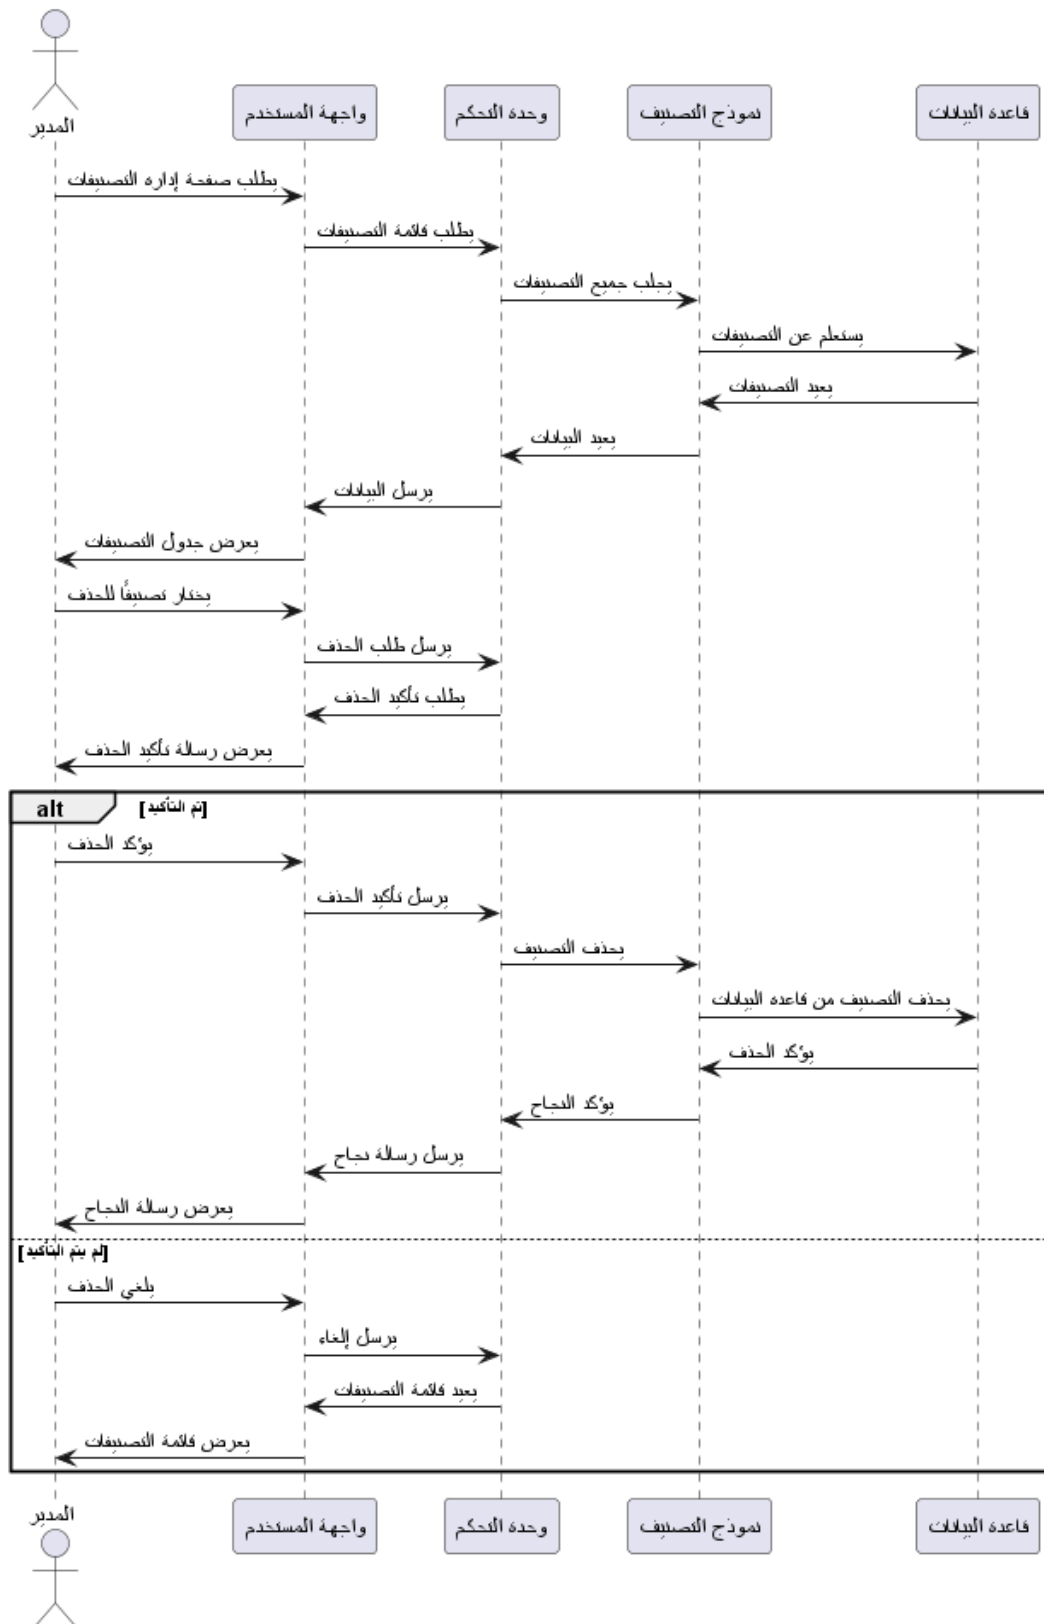 المدير
واجهة المستخدم
وحدة التحكم
نموذج التصنيف
قاعدة البيانات
يطلب صفحة إدارة التصنيفات
يطلب قائمة التصنيفات
يجلب جميع التصنيفات
يستعلم عن التصنيفات
يعيد التصنيفات
يعيد البيانات
يرسل البيانات
يعرض جدول التصنيفات
يختار تصنيفًا للحذف
يرسل طلب الحذف
يطلب تأكيد الحذف
يعرض رسالة تأكيد الحذف
alt [تم التأكيد]
يؤكد الحذف
يرسل تأكيد الحذف
يحذف التصنيف
يحذف التصنيف من قاعدة البيانات
يؤكد الحذف
يؤكد النجاح
يرسل رسالة نجاح
يعرض رسالة النجاح
[لم يتم التأكيد]
يلغي الحذف
يرسل إلغاء
يعيد قائمة التصنيفات
يعرض قائمة التصنيفات
المدير
واجهة المستخدم
وحدة التحكم
نموذج التصنيف
قاعدة البيانات